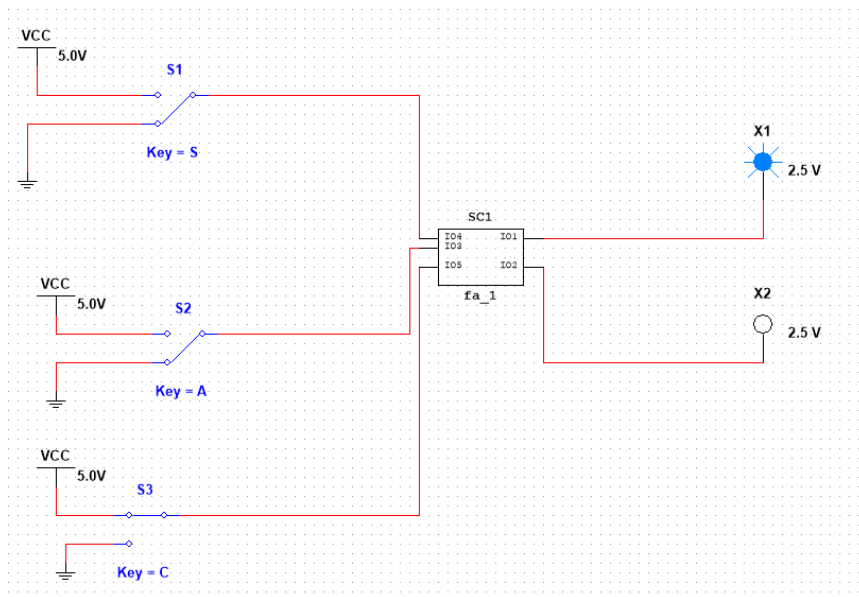 VCC
5.0V
S1
Key = S
X1
2.5 V
SC1
IO4
IO3
IO5
IO1
IO2
fa_1
VCC
5.0V
S2
Key = A
X2
2.5 V
VCC
5.0V
S3
Key = C